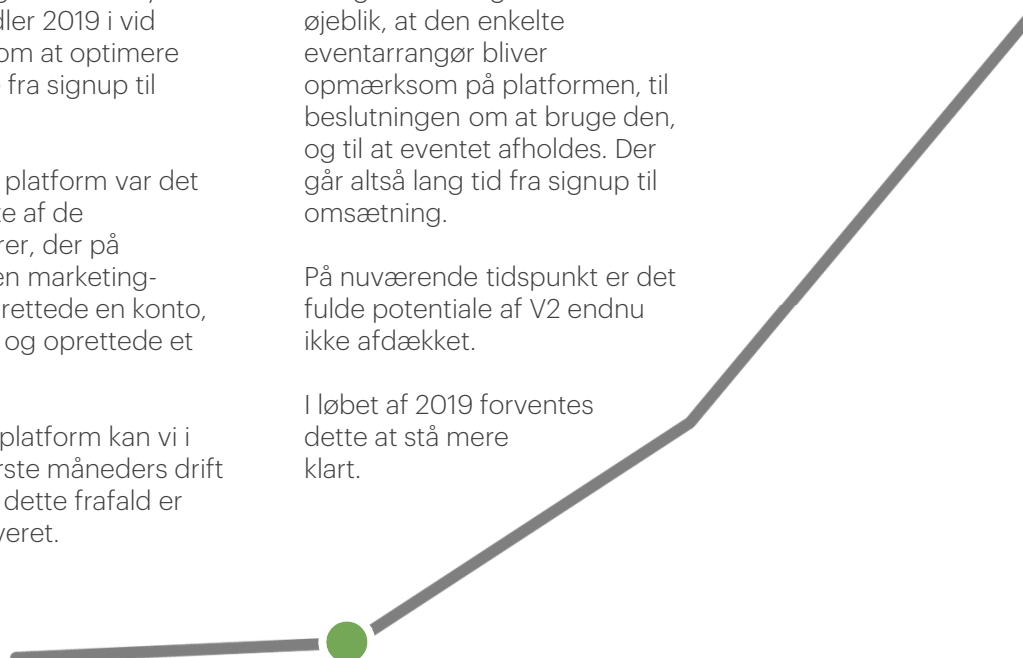 dler 2019 i vid
om at optimere
fra signup til
platform var det
e af de
rer, der på
en marketing-
rettede en konto,
og oprettede et
platform kan vi i
rste måneders drift
dette frafald er
veret.
øjeblik, at den enkelte
eventarrangør bliver
opmærksom på platformen, til
beslutningen om at bruge den,
og til at eventet afholdes. Der
går altså lang tid fra signup til
omsætning.
På nuværende tidspunkt er det
fulde potentiale af V2 endnu
ikke afdækket.
I løbet af 2019 forventes
dette at stå mere
klart.